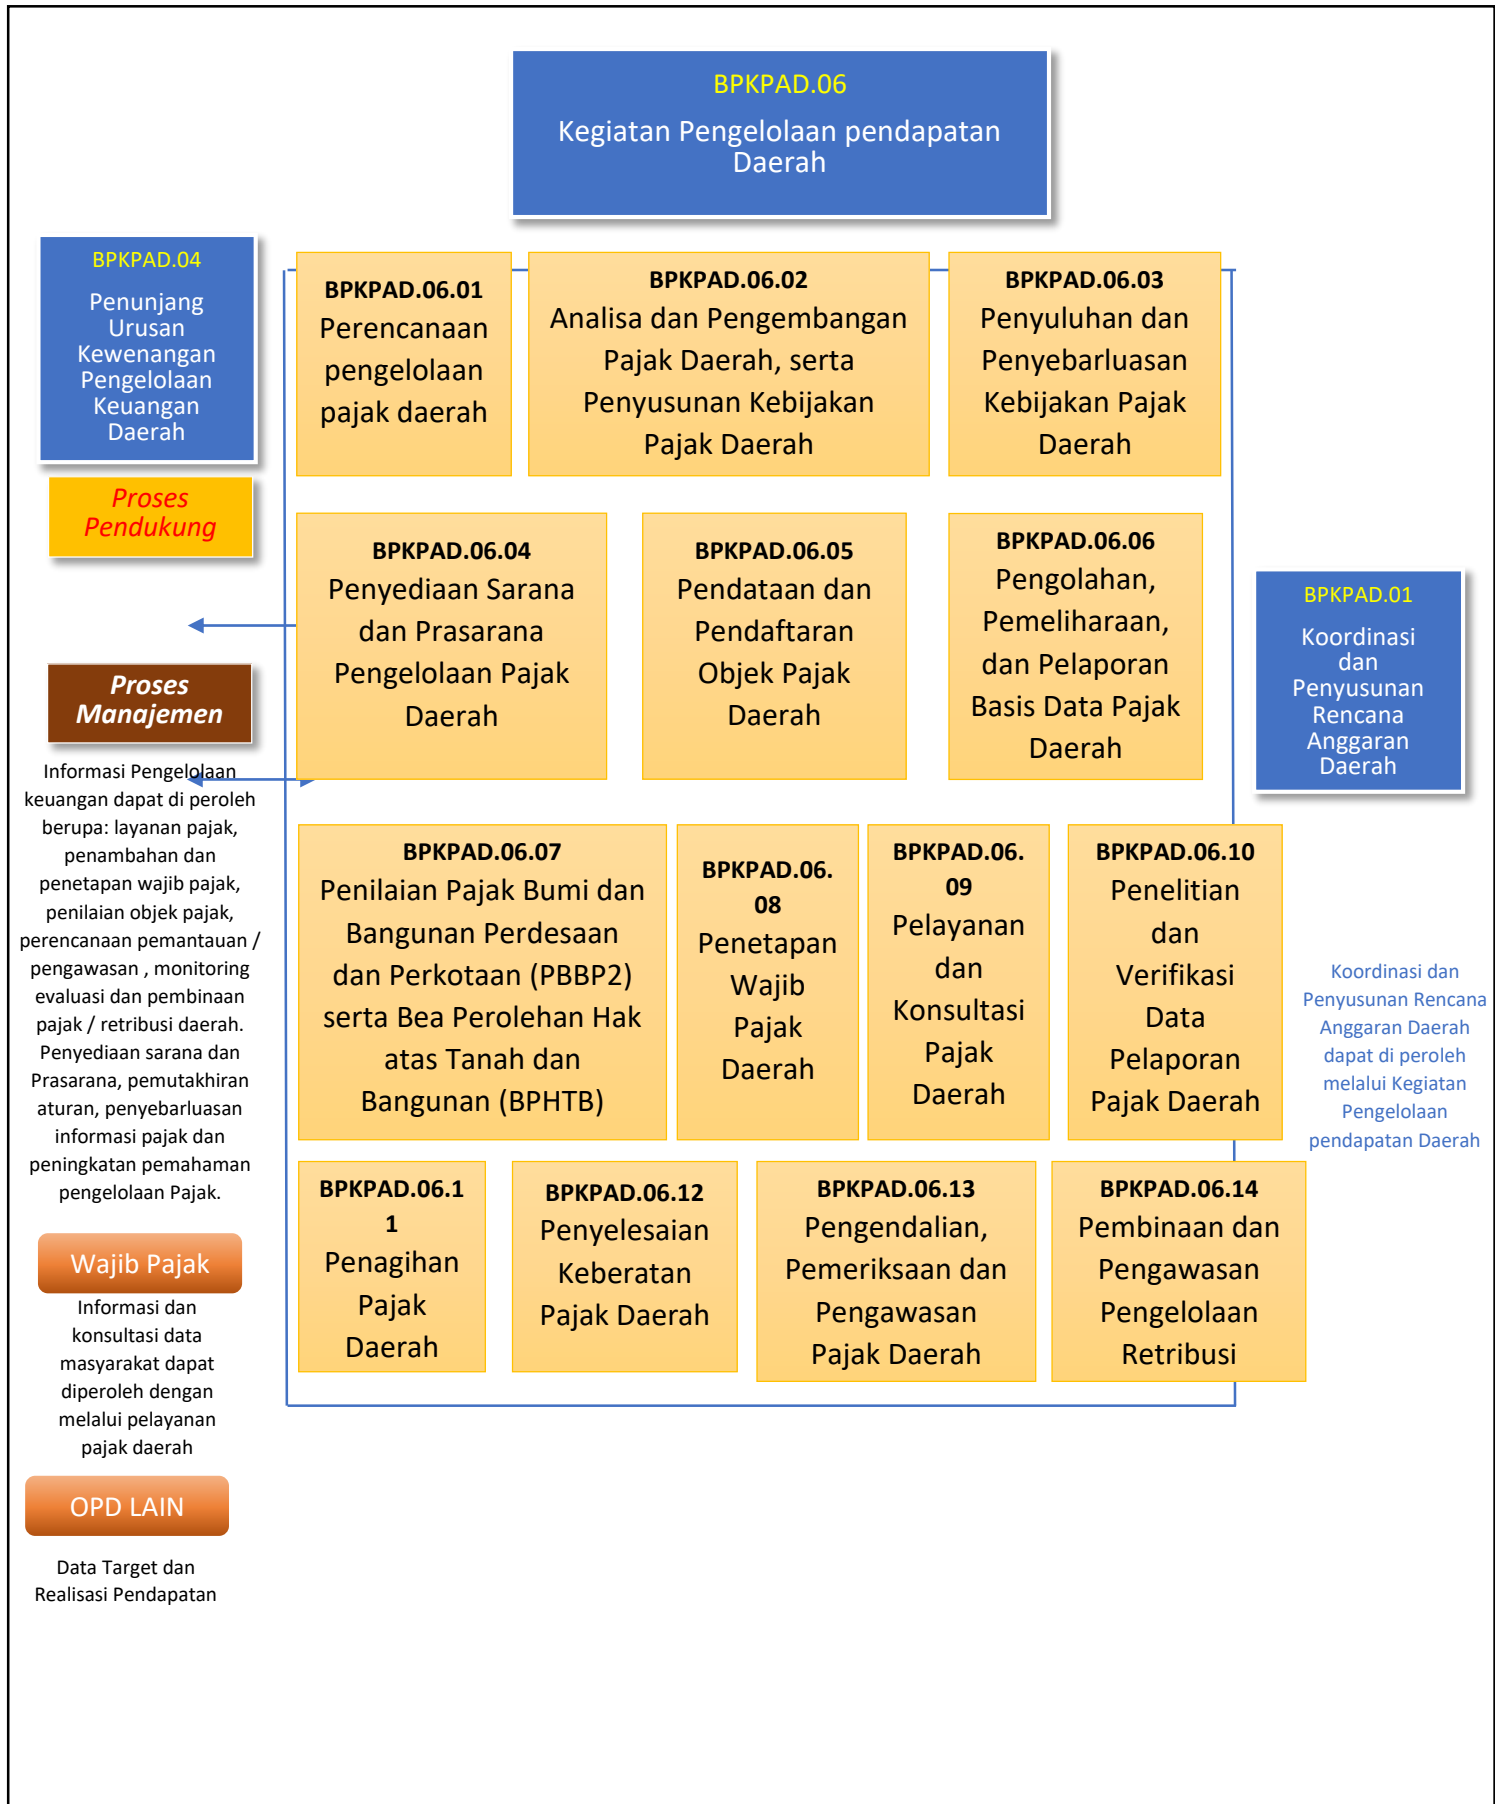 BPKPAD.06
Kegiatan Pengelolaan pendapatan
Daerah
BPKPAD.04
Penunjang
Urusan
Kewenangan
Pengelolaan
Keuangan
Daerah
Proses
Pendukung
Proses
Manajemen
Informasi Pengelolaan
keuangan dapat di peroleh
berupa: layanan pajak,
penambahan dan
penetapan wajib pajak,
penilaian objek pajak,
perencanaan pemantauan /
pengawasan , monitoring
evaluasi dan pembinaan
pajak / retribusi daerah.
Penyediaan sarana dan
Prasarana, pemutakhiran
aturan, penyebarluasan
informasi pajak dan
peningkatan pemahaman
pengelolaan Pajak.
Wajib Pajak
Informasi dan
konsultasi data
masyarakat dapat
diperoleh dengan
melalui pelayanan
pajak daerah
OPD LAIN
Data Target dan
Realisasi Pendapatan
BPKPAD.06.01
Perencanaan
pengelolaan
pajak daerah
BPKPAD.06.02
Analisa dan Pengembangan
Pajak Daerah, serta
Penyusunan Kebijakan
Pajak Daerah
BPKPAD.06.03
Penyuluhan dan
Penyebarluasan
Kebijakan Pajak
Daerah
BPKPAD.06.04
Penyediaan Sarana
dan Prasarana
Pengelolaan Pajak
Daerah
BPKPAD.06.05
Pendataan dan
Pendaftaran
Objek Pajak
Daerah
BPKPAD.06.06
Pengolahan,
Pemeliharaan,
dan Pelaporan
Basis Data Pajak
Daerah
BPKPAD.06.07
Penilaian Pajak Bumi dan
Bangunan Perdesaan
dan Perkotaan (PBBP2)
serta Bea Perolehan Hak
atas Tanah dan
Bangunan (BPHTB)
BPKPAD.06.
08
Penetapan
Wajib
Pajak
Daerah
BPKPAD.06.
09
Pelayanan
dan
Konsultasi
Pajak
Daerah
BPKPAD.06.10
Penelitian
dan
Verifikasi
Data
Pelaporan
Pajak Daerah
BPKPAD.06.1
1
Penagihan
Pajak
Daerah
BPKPAD.06.12
Penyelesaian
Keberatan
Pajak Daerah
BPKPAD.06.13
Pengendalian,
Pemeriksaan dan
Pengawasan
Pajak Daerah
BPKPAD.06.14
Pembinaan dan
Pengawasan
Pengelolaan
Retribusi
BPKPAD.01
Koordinasi
dan
Penyusunan
Rencana
Anggaran
Daerah
Koordinasi dan
Penyusunan Rencana
Anggaran Daerah
dapat di peroleh
melalui Kegiatan
Pengelolaan
pendapatan Daerah